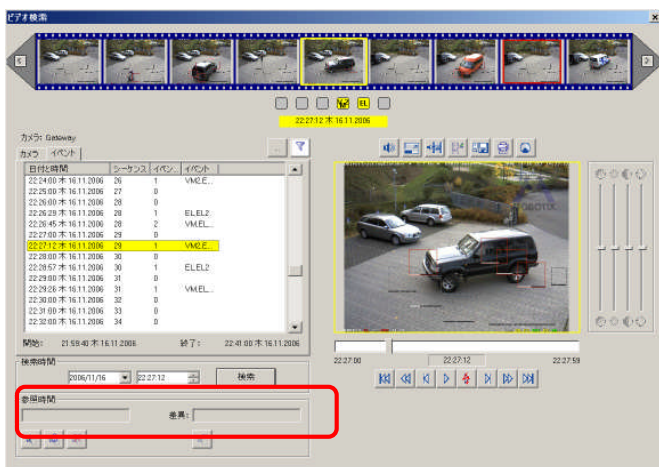 ビデオ検索
EL
22:27:12 木 16.11.2006
カメラ: Gateway
カメラ イベント
日付と時間 シーケンス イベン.. イベント
22:24:00 木 16.11.2006 26 1 VM2,E...
22:25:00 木 16.11.2006 27 0
22:26:00 木 16.11.2006 28 0
22:26:29 木 16.11.2006 28 1 EL,EL2
22:26:45 木 16.11.2006 28 2 VM,EL...
22:27:00 木 16.11.2006 29 0
22:27:12 木 16.11.2006 29 1 VM2,E...
22:28:00 木 16.11.2006 30 0
22:28:57 木 16.11.2006 30 1 EL,EL2
22:29:00 木 16.11.2006 31 0
22:29:26 木 16.11.2006 31 1 VM,EL...
22:30:00 木 16.11.2006 32 0
22:31:00 木 16.11.2006 33 0
22:32:00 木 16.11.2006 34 0
開始: 21:59:40 木 16.11.2006 終了: 22:41:00 木 16.11.2006
検索時間
2006/11/16 22:27:12 検索
参照時間
差異:
OBOTIX
22:27:00 22:27:12 22:27:59